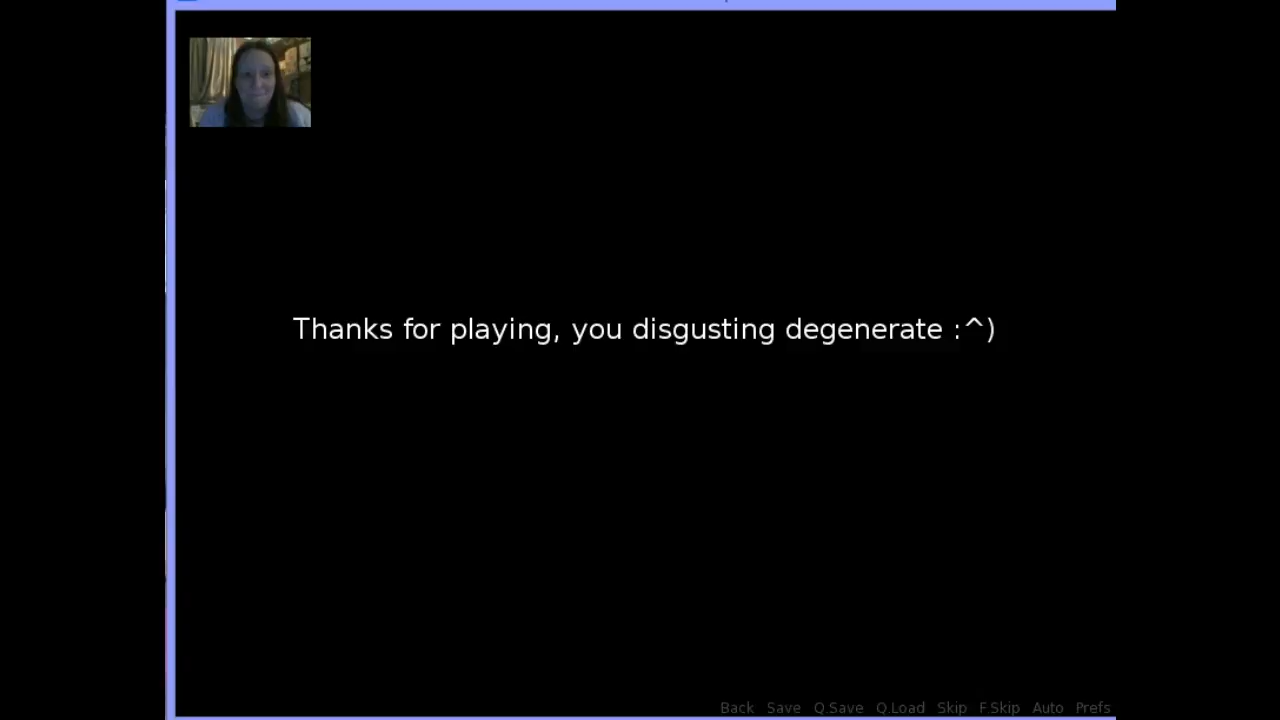 Thanks for playing, you disgusting degenerate :^)
Back Save Q.Save Q.Load Skip F.Skip Auto Prefs